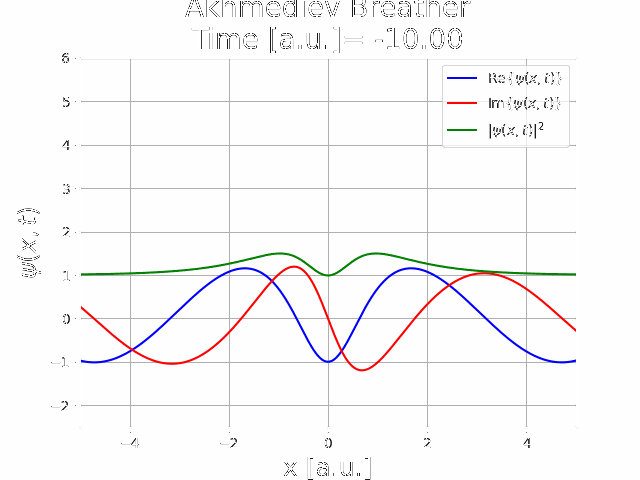 Akhmediev Breather
Time [a.u.]= -10.00
6
5
4
3
2
1
0
−1
−2
ψ(x, t)
Re{ψ(x, t)}
Im{ψ(x, t)}
|ψ(x, t)|²
−4 −2 0 2 4
x [a.u.]